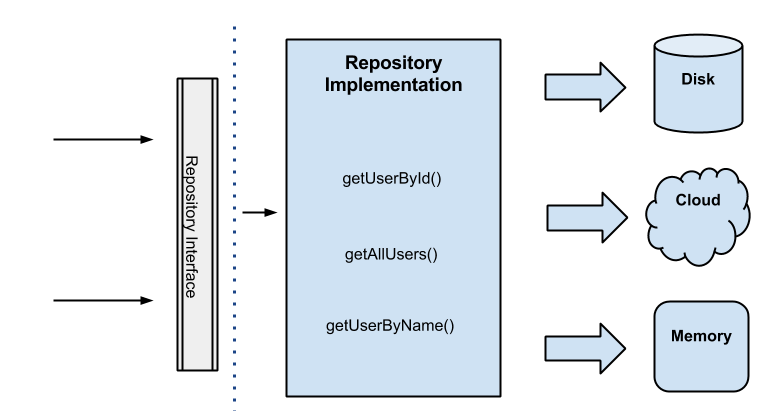 Repository Interface
Repository
Implementation
getUserById()
getAllUsers()
getUserByName()
Disk
Cloud
Memory